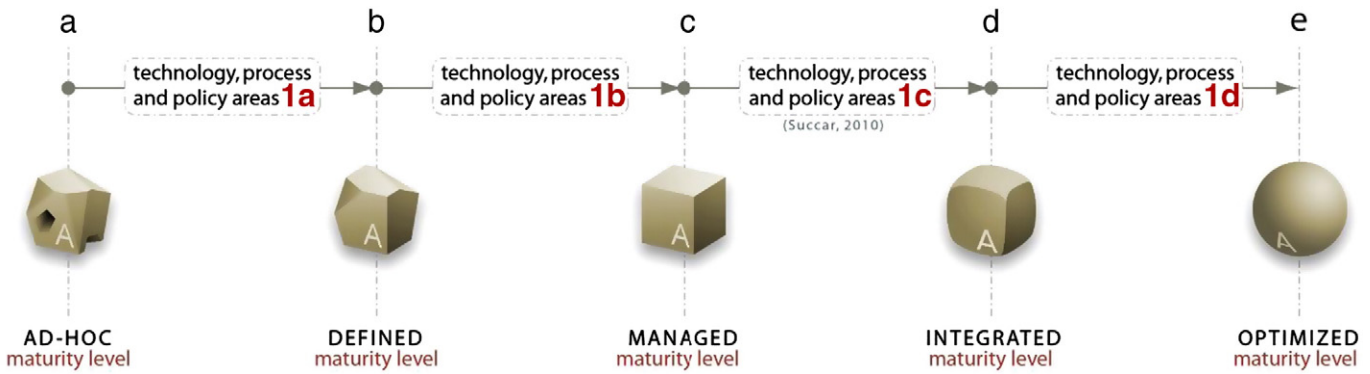 a
b
c
d
e
technology, process
and policy areas 1a
technology, process
and policy areas 1b
technology, process
and policy areas 1c
(Succar, 2010)
technology, process
and policy areas 1d
A
A
A
A
A
AD-HOC
maturity level
DEFINED
maturity level
MANAGED
maturity level
INTEGRATED
maturity level
OPTIMIZED
maturity level